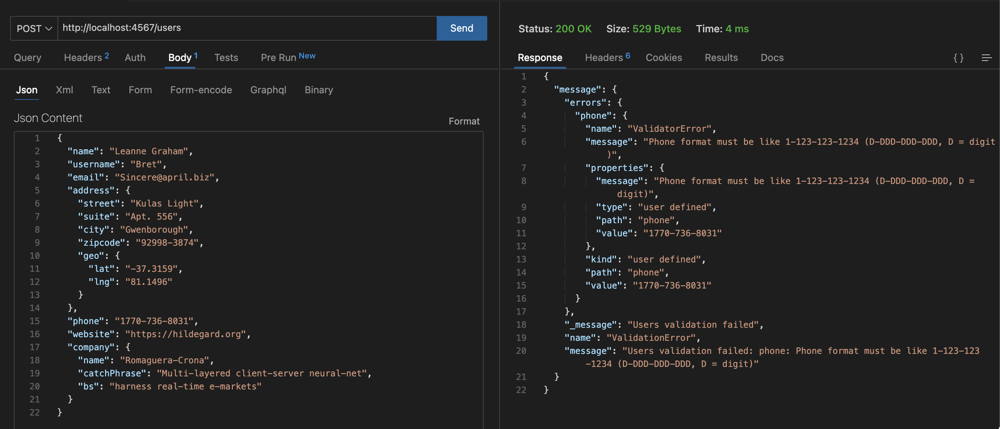 POST http://localhost:4567/users Send
Query Headers 2 Auth Body 1 Tests Pre Run New
Json Xml Text Form Form-encode Graphql Binary
Json Content
Format
1 {
2 "name": "Leanne Graham",
3 "username": "Bret",
4 "email": "Sincere@april.biz",
5 "address": {
6 "street": "Kulas Light",
7 "suite": "Apt. 556",
8 "city": "Gwenborough",
9 "zipcode": "92998-3874",
10 "geo": {
11 "lat": "-37.3159",
12 "lng": "81.1496"
13 }
14 },
15 "phone": "1770-736-8031",
16 "website": "https://hildegard.org",
17 "company": {
18 "name": "Romaguera-Crona",
19 "catchPhrase": "Multi-layered client-server neural-net",
20 "bs": "harness real-time e-markets"
21 }
22 }
Status: 200 OK Size: 529 Bytes Time: 4 ms
Response Headers 6 Cookies Results Docs { }
1 {
2 "message": {
3 "errors": {
4 "phone": {
5 "name": "ValidatorError",
6 "message": "Phone format must be like 1-123-123-1234 (D-DDD-DDD-DDD, D = digit
)",
7 "properties": {
8 "message": "Phone format must be like 1-123-123-1234 (D-DDD-DDD-DDD, D =
digit)",
9 "type": "user defined",
10 "path": "phone",
11 "value": "1770-736-8031"
12 },
13 "kind": "user defined",
14 "path": "phone",
15 "value": "1770-736-8031"
16 }
17 },
18 "_message": "Users validation failed",
19 "name": "ValidationError",
20 "message": "Users validation failed: phone: Phone format must be like 1-123-123
-1234 (D-DDD-DDD-DDD, D = digit)"
21 }
22 }